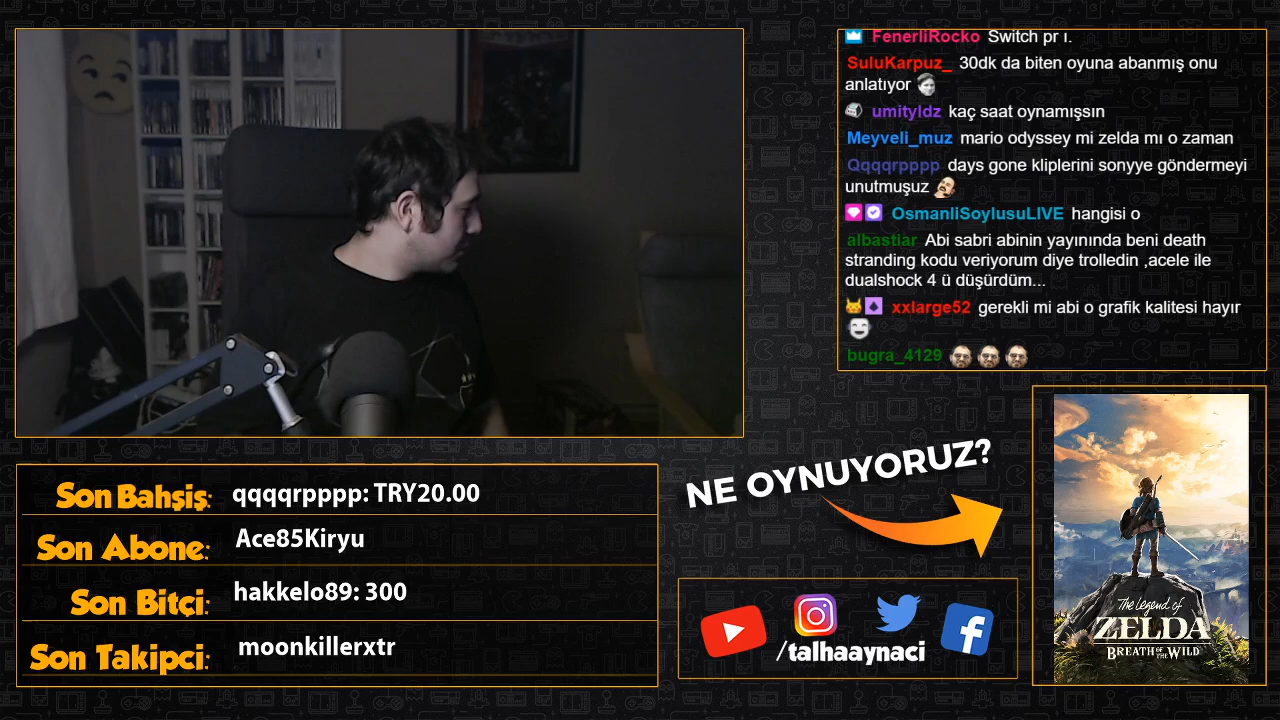 FenerliRocko Switch pr ı.
SuluKarpuz_ 30dk da biten oyuna abanmış onu
anlatıyor
umityldz kaç saat oynamışsın
Meyveli_muz mario odyssey mi zelda mı o zaman
Qqqqrpppp days gone kliplerini sonyye göndermeyi
unutmuşuz
OsmanliSoylusuLIVE hangisi o
albastiar Abi sabri abinin yayınında beni death
stranding kodu veriyorum diye trolledin ,acele ile
dualshock 4 ü düşürdüm...
xxlarge52 gerekli mi abi o grafik kalitesi hayır
bugra_4129
Son Bahşiş: qqqqrpppp: TRY20.00
Son Abone: Ace85Kiryu
Son Bitçi: hakkelo89: 300
Son Takipci: moonkillerxtr
NE OYNUYORUZ?
/talhaaynaci
The Legend of
ZELDA
BREATH OF THE WILD